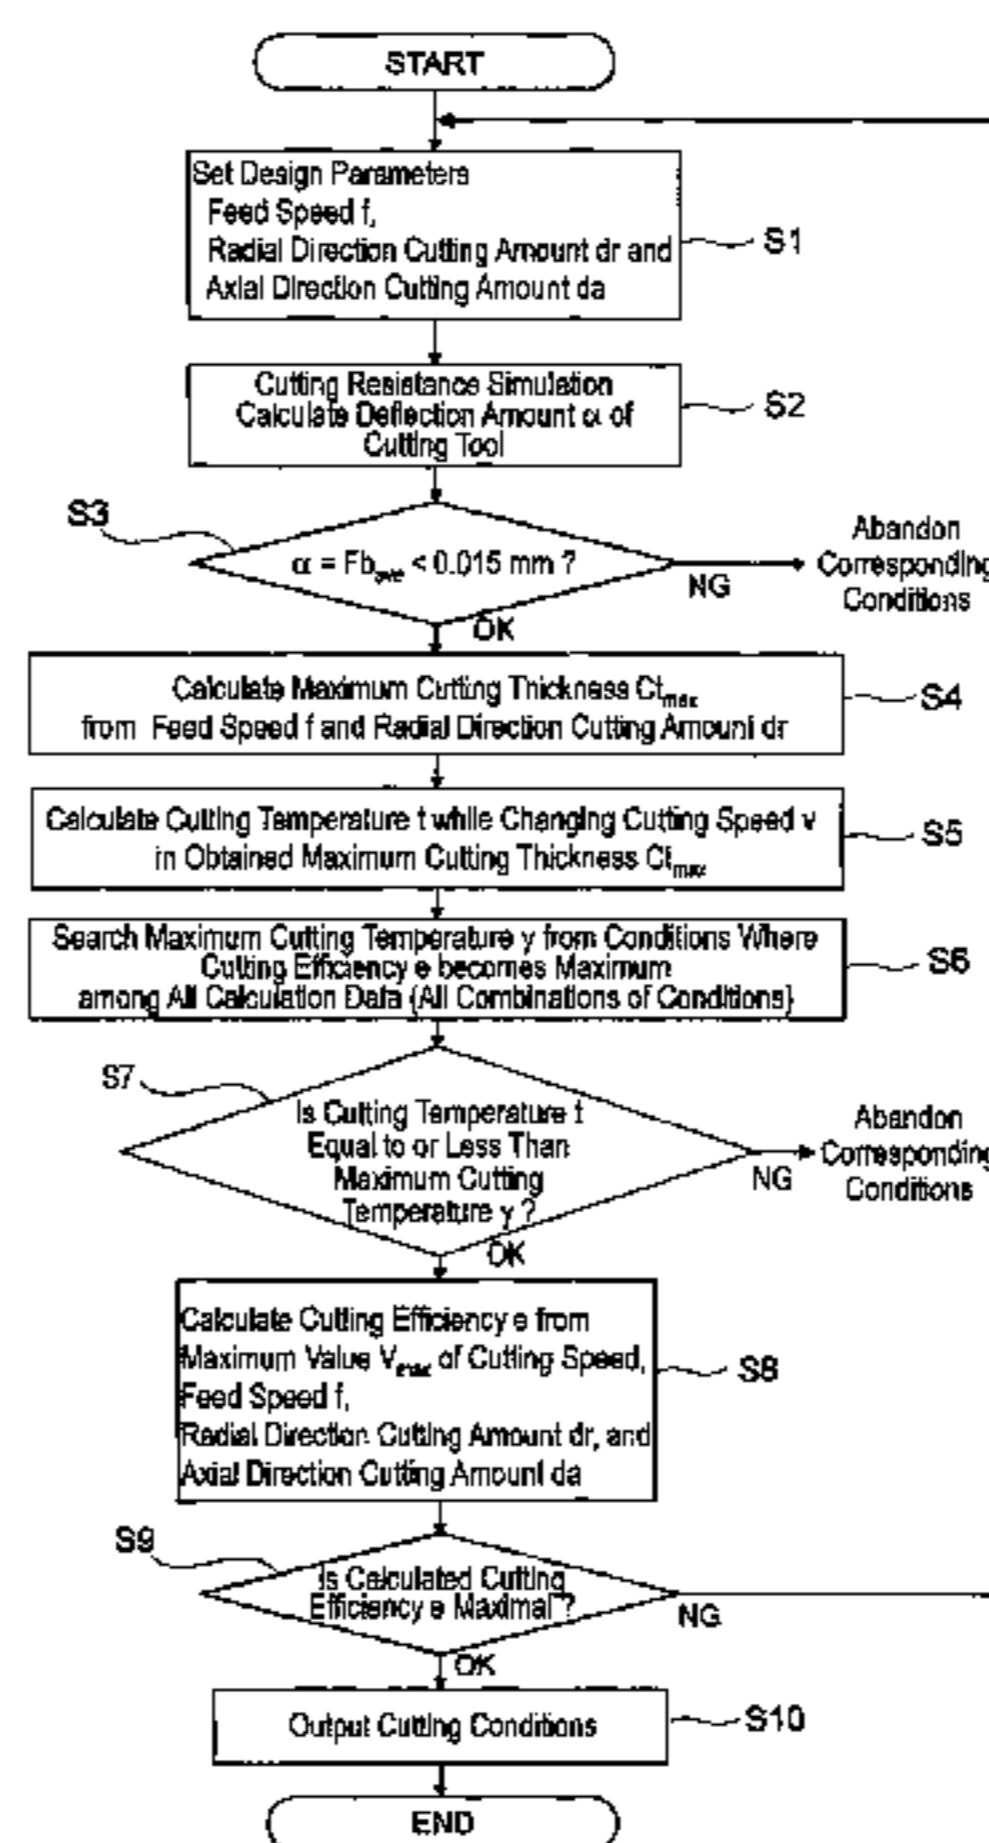 START
Set Design Parameters
Feed Speed f,
Radial Direction Cutting Amount dr and
Axial Direction Cutting Amount da
S1
Cutting Resistance Simulation
Calculate Deflection Amount α of
Cutting Tool
S2
S3
α = Fbave < 0.015 mm ?
NG
Abandon
Corresponding
Conditions
OK
Calculate Maximum Cutting Thickness Ctmax
from Feed Speed f and Radial Direction Cutting Amount dr
S4
Calculate Cutting Temperature t while Changing Cutting Speed v
in Obtained Maximum Cutting Thickness Ctmax
S5
Search Maximum Cutting Temperature y from Conditions Where
Cutting Efficiency e becomes Maximum
among All Calculation Data (All Combinations of Conditions)
S6
S7
Is Cutting Temperature t
Equal to or Less Than
Maximum Cutting
Temperature y ?
NG
Abandon
Corresponding
Conditions
OK
Calculate Cutting Efficiency e from
Maximum Value Vmax of Cutting Speed,
Feed Speed f,
Radial Direction Cutting Amount dr, and
Axial Direction Cutting Amount da
S8
S9
Is Calculated Cutting
Efficiency e Maximal ?
NG
OK
Output Cutting Conditions
S10
END